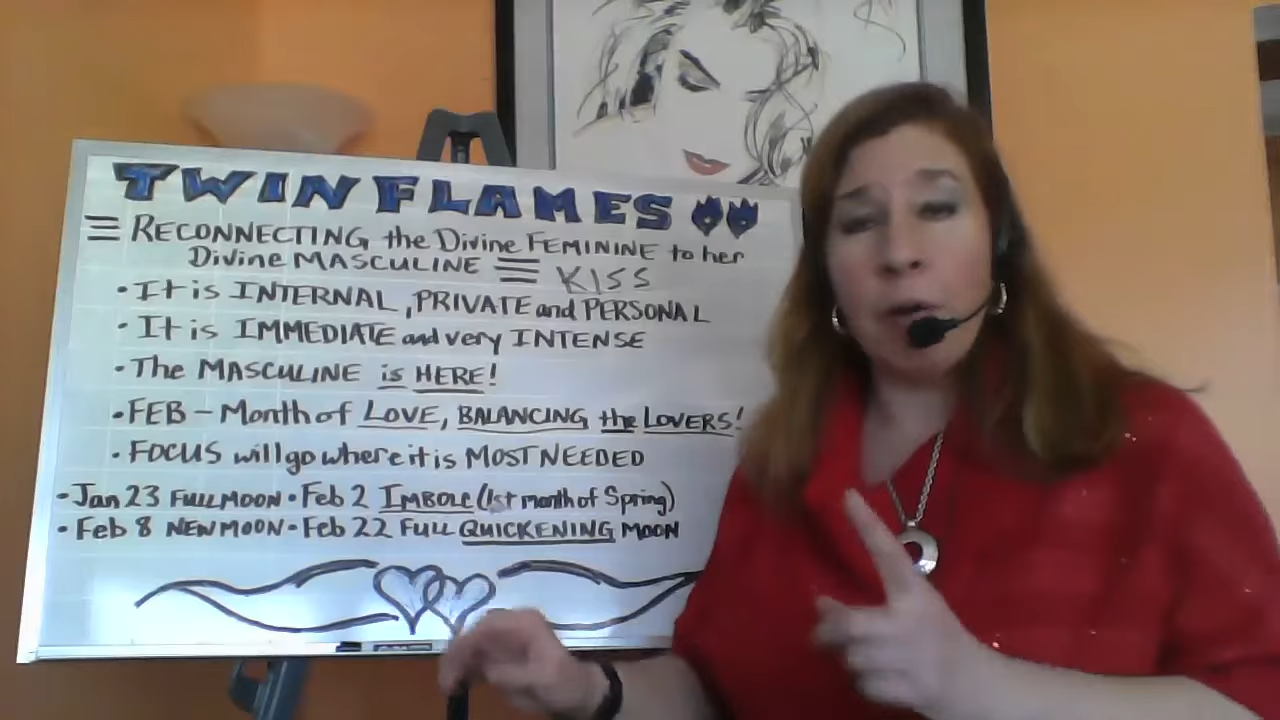 TWIN FLAMES
RECONNECTING the Divine FEMININE to her
Divine MASCULINE KISS
• It is INTERNAL, PRIVATE and PERSONAL
• It is IMMEDIATE and very INTENSE
• The MASCULINE is HERE!
• FEB - Month of LOVE, BALANCING the LOVERS!
• FOCUS will go where it is MOST NEEDED
• Jan 23 FULL MOON • Feb 2 IMBOLC (1st month of Spring)
• Feb 8 NEW MOON • Feb 22 FULL QUICKENING MOON